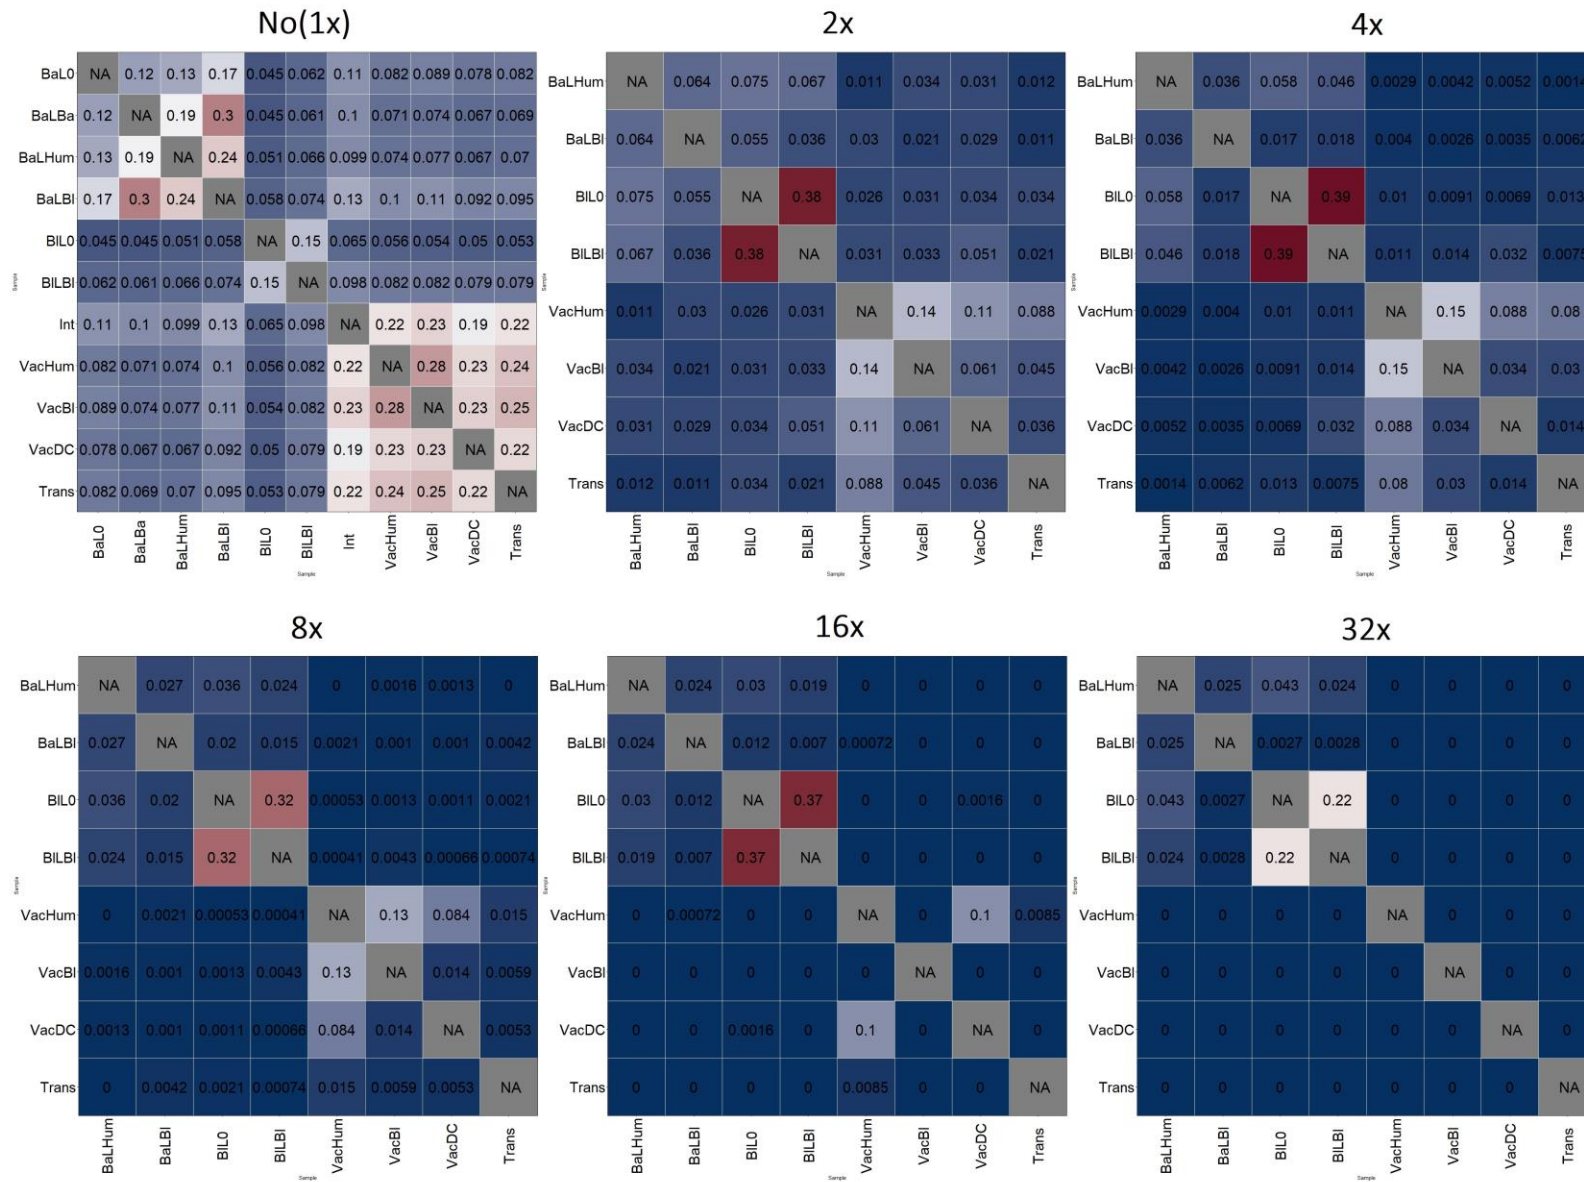 No(1x)
BaL0 NA 0.12 0.13 0.17 0.045 0.062 0.11 0.082 0.089 0.078 0.082
BaLBa 0.12 NA 0.19 0.3 0.045 0.061 0.1 0.071 0.074 0.067 0.069
BaLHum 0.13 0.19 NA 0.24 0.051 0.066 0.099 0.074 0.077 0.067 0.07
BaLBl 0.17 0.3 0.24 NA 0.058 0.074 0.13 0.1 0.11 0.092 0.095
BlL0 0.045 0.045 0.051 0.058 NA 0.15 0.065 0.056 0.054 0.05 0.053
BlLBl 0.062 0.061 0.066 0.074 0.15 NA 0.098 0.082 0.082 0.079 0.079
Int 0.11 0.1 0.099 0.13 0.065 0.098 NA 0.22 0.23 0.19 0.22
VacHum 0.082 0.071 0.074 0.1 0.056 0.082 0.22 NA 0.28 0.23 0.24
VacBl 0.089 0.074 0.077 0.11 0.054 0.082 0.23 0.28 NA 0.23 0.25
VacDC 0.078 0.067 0.067 0.092 0.05 0.079 0.19 0.23 0.23 NA 0.22
Trans 0.082 0.069 0.07 0.095 0.053 0.079 0.22 0.24 0.25 0.22 NA
BaL0 BaLBa BaLHum BaLBl BlL0 BlLBl Int VacHum VacBl VacDC Trans
Sample
Sample
2x
BaLHum NA 0.064 0.075 0.067 0.011 0.034 0.031 0.012
BaLBl 0.064 NA 0.055 0.036 0.03 0.021 0.029 0.011
BlL0 0.075 0.055 NA 0.38 0.026 0.031 0.034 0.034
BlLBl 0.067 0.036 0.38 NA 0.031 0.033 0.051 0.021
VacHum 0.011 0.03 0.026 0.031 NA 0.14 0.11 0.088
VacBl 0.034 0.021 0.031 0.033 0.14 NA 0.061 0.045
VacDC 0.031 0.029 0.034 0.051 0.11 0.061 NA 0.036
Trans 0.012 0.011 0.034 0.021 0.088 0.045 0.036 NA
BaLHum BaLBl BlL0 BlLBl VacHum VacBl VacDC Trans
Sample
Sample
4x
BaLHum NA 0.036 0.058 0.046 0.0029 0.0042 0.0052 0.0014
BaLBl 0.036 NA 0.017 0.018 0.004 0.0026 0.0035 0.0062
BlL0 0.058 0.017 NA 0.39 0.01 0.0091 0.0069 0.013
BlLBl 0.046 0.018 0.39 NA 0.011 0.014 0.032 0.0075
VacHum 0.0029 0.004 0.01 0.011 NA 0.15 0.088 0.08
VacBl 0.0042 0.0026 0.0091 0.014 0.15 NA 0.034 0.03
VacDC 0.0052 0.0035 0.0069 0.032 0.088 0.034 NA 0.014
Trans 0.0014 0.0062 0.013 0.0075 0.08 0.03 0.014 NA
BaLHum BaLBl BlL0 BlLBl VacHum VacBl VacDC Trans
Sample
Sample
8x
BaLHum NA 0.027 0.036 0.024 0 0.0016 0.0013 0
BaLBl 0.027 NA 0.02 0.015 0.0021 0.001 0.001 0.0042
BlL0 0.036 0.02 NA 0.32 0.00053 0.0013 0.0011 0.0021
BlLBl 0.024 0.015 0.32 NA 0.00041 0.0043 0.00066 0.00074
VacHum 0 0.0021 0.00053 0.00041 NA 0.13 0.084 0.015
VacBl 0.0016 0.001 0.0013 0.0043 0.13 NA 0.014 0.0059
VacDC 0.0013 0.001 0.0011 0.00066 0.084 0.014 NA 0.0053
Trans 0 0.0042 0.0021 0.00074 0.015 0.0059 0.0053 NA
BaLHum BaLBl BlL0 BlLBl VacHum VacBl VacDC Trans
Sample
Sample
16x
BaLHum NA 0.024 0.03 0.019 0 0 0 0
BaLBl 0.024 NA 0.012 0.007 0.00072 0 0 0
BlL0 0.03 0.012 NA 0.37 0 0 0.0016 0
BlLBl 0.019 0.007 0.37 NA 0 0 0 0
VacHum 0 0.00072 0 0 NA 0 0.1 0.0085
VacBl 0 0 0 0 0 NA 0 0
VacDC 0 0 0.0016 0 0.1 0 NA 0
Trans 0 0 0 0 0.0085 0 0 NA
BaLHum BaLBl BlL0 BlLBl VacHum VacBl VacDC Trans
Sample
Sample
32x
BaLHum NA 0.025 0.043 0.024 0 0 0 0
BaLBl 0.025 NA 0.0027 0.0028 0 0 0 0
BlL0 0.043 0.0027 NA 0.22 0 0 0 0
BlLBl 0.024 0.0028 0.22 NA 0 0 0 0
VacHum 0 0 0 0 NA 0 0 0
VacBl 0 0 0 0 0 NA 0 0
VacDC 0 0 0 0 0 0 NA 0
Trans 0 0 0 0 0 0 0 NA
BaLHum BaLBl BlL0 BlLBl VacHum VacBl VacDC Trans
Sample
Sample